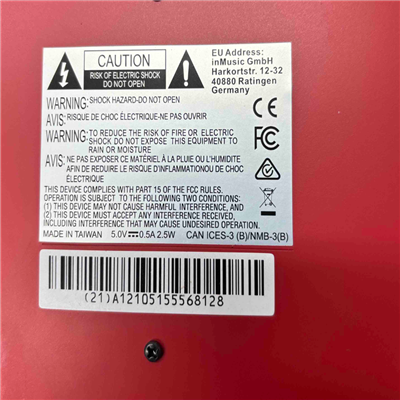 CAUTION
RISK OF ELECTRIC SHOCK
DO NOT OPEN
EU Address:
inMusic GmbH
Harkortstr. 12-32
40880 Ratingen
Germany
WARNING: SHOCK HAZARD-DO NOT OPEN
AVIS: RISQUE DE CHOC ÉLECTRIQUE-NE PAS OUVRIR
WARNING: TO REDUCE THE RISK OF FIRE OR ELECTRIC
SHOCK DO NOT EXPOSE THIS EQUIPMENT TO
RAIN OR MOISTURE
AVIS: NE PAS EXPOSER CE MATÉRIEL À LA PLUIE OU L'HUMIDITE
AFIN DE REDUIRE LE RISQUE D'INFLAMMATIONOU DE CHOC
ÉLECTRIQUE
THIS DEVICE COMPLIES WITH PART 15 OF THE FCC RULES.
OPERATION IS SUBJECT TO THE FOLLOWING TWO CONDITIONS:
(1) THIS DEVICE MAY NOT CAUSE HARMFUL INTERFERENCE, AND
(2) THIS DEVICE MUST ACCEPT ANY INTERFERENCE RECEIVED,
INCLUDING INTERFERENCE THAT MAY CAUSE UNDESIRED OPERATION.
MADE IN TAIWAN 5.0V⎓0.5A 2.5W CAN ICES-3 (B)/NMB-3(B)
(21)A12105155568128